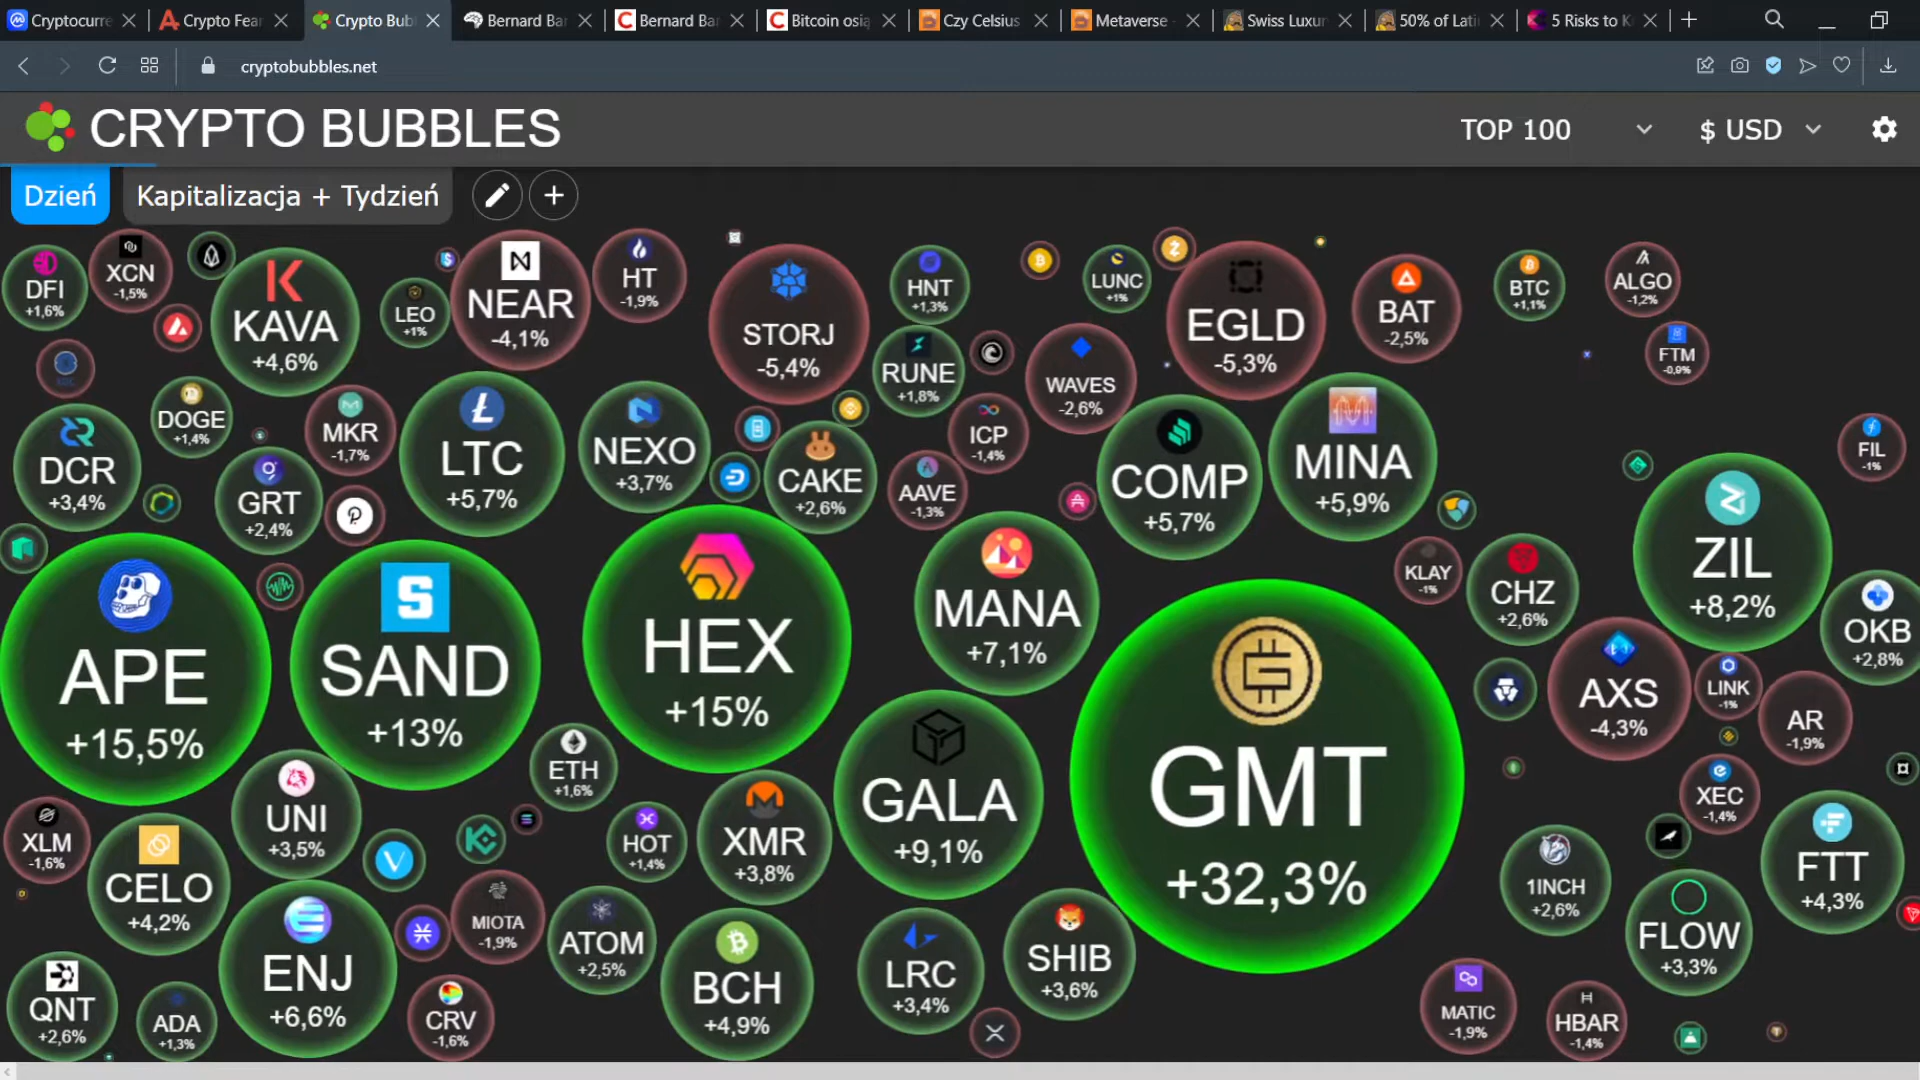 Cryptocurre
Crypto Fear
Crypto Bub
Bernard Ba
Bernard Ba
Bitcoin osią
Czy Celsius
Metaverse -
Swiss Luxu
50% of Lati
5 Risks to K
cryptobubbles.net
CRYPTO BUBBLES
TOP 100
$ USD
Dzień
Kapitalizacja + Tydzień
DFI
+1,6%
XCN
-1,5%
KAVA
+4,6%
LEO
+1%
NEAR
-4,1%
HT
-1,9%
STORJ
-5,4%
HNT
+1,3%
LUNC
+1%
EGLD
-5,3%
BAT
-2,5%
BTC
+1,1%
ALGO
-1,2%
FTM
-0,9%
RUNE
+1,8%
WAVES
-2,6%
DCR
+3,4%
DOGE
+1,4%
MKR
-1,7%
LTC
+5,7%
NEXO
+3,7%
CAKE
+2,6%
ICP
-1,4%
AAVE
-1,3%
COMP
+5,7%
MINA
+5,9%
FIL
-1%
GRT
+2,4%
ZIL
+8,2%
KLAY
-1%
CHZ
+2,6%
OKB
+2,8%
APE
+15,5%
SAND
+13%
HEX
+15%
MANA
+7,1%
AXS
-4,3%
LINK
-1%
AR
-1,9%
GMT
+32,3%
ETH
+1,6%
GALA
+9,1%
XEC
-1,4%
XLM
-1,6%
UNI
+3,5%
HOT
+1,4%
XMR
+3,8%
FTT
+4,3%
CELO
+4,2%
1INCH
+2,6%
MIOTA
-1,9%
ATOM
+2,5%
FLOW
+3,3%
ENJ
+6,6%
BCH
+4,9%
LRC
+3,4%
SHIB
+3,6%
QNT
+2,6%
ADA
+1,3%
CRV
-1,6%
MATIC
-1,9%
HBAR
-1,4%